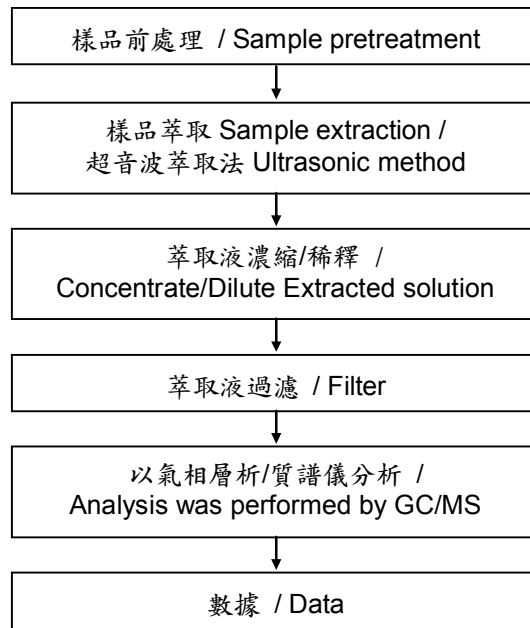 樣品前處理 / Sample pretreatment
樣品萃取 Sample extraction /
超音波萃取法 Ultrasonic method
萃取液濃縮/稀釋 /
Concentrate/Dilute Extracted solution
萃取液過濾 / Filter
以氣相層析/質譜儀分析 /
Analysis was performed by GC/MS
數據 / Data